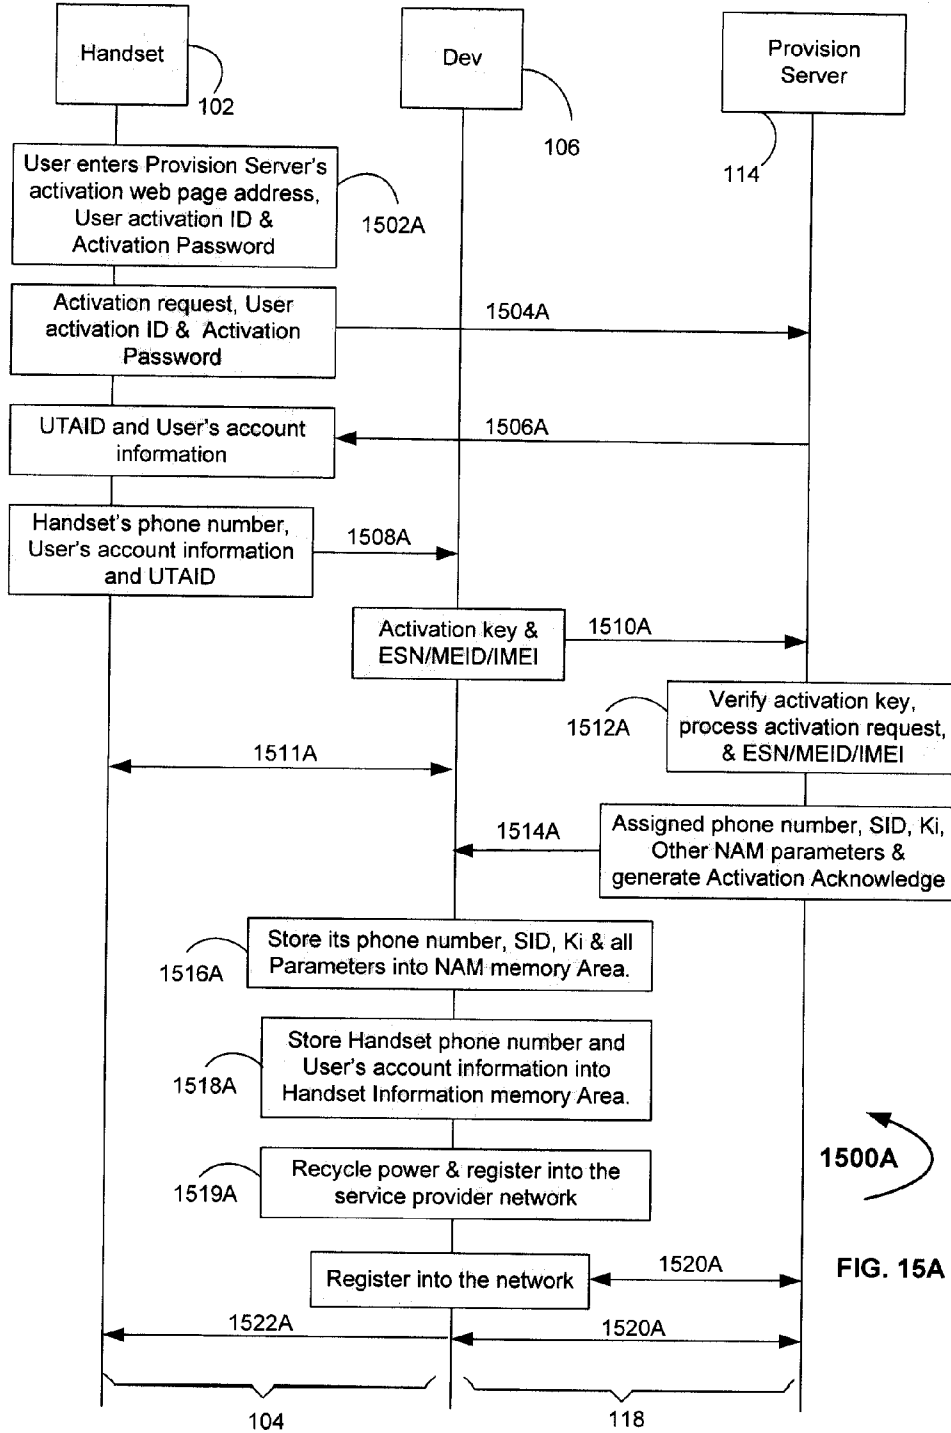 Handset
Dev
Provision
Server
102
106
114
User enters Provision Server's
activation web page address,
User activation ID &
Activation Password
1502A
Activation request, User
activation ID & Activation
Password
1504A
UTAID and User's account
information
1506A
Handset's phone number,
User's account information
and UTAID
1508A
Activation key &
ESN/MEID/IMEI
1510A
Verify activation key,
process activation request,
& ESN/MEID/IMEI
1512A
1511A
Assigned phone number, SID, Ki,
Other NAM parameters &
generate Activation Acknowledge
1514A
Store its phone number, SID, Ki & all
Parameters into NAM memory Area.
1516A
Store Handset phone number and
User's account information into
Handset Information memory Area.
1518A
Recycle power & register into the
service provider network
1519A
1500A
Register into the network
1520A
FIG. 15A
1522A
1520A
104
118